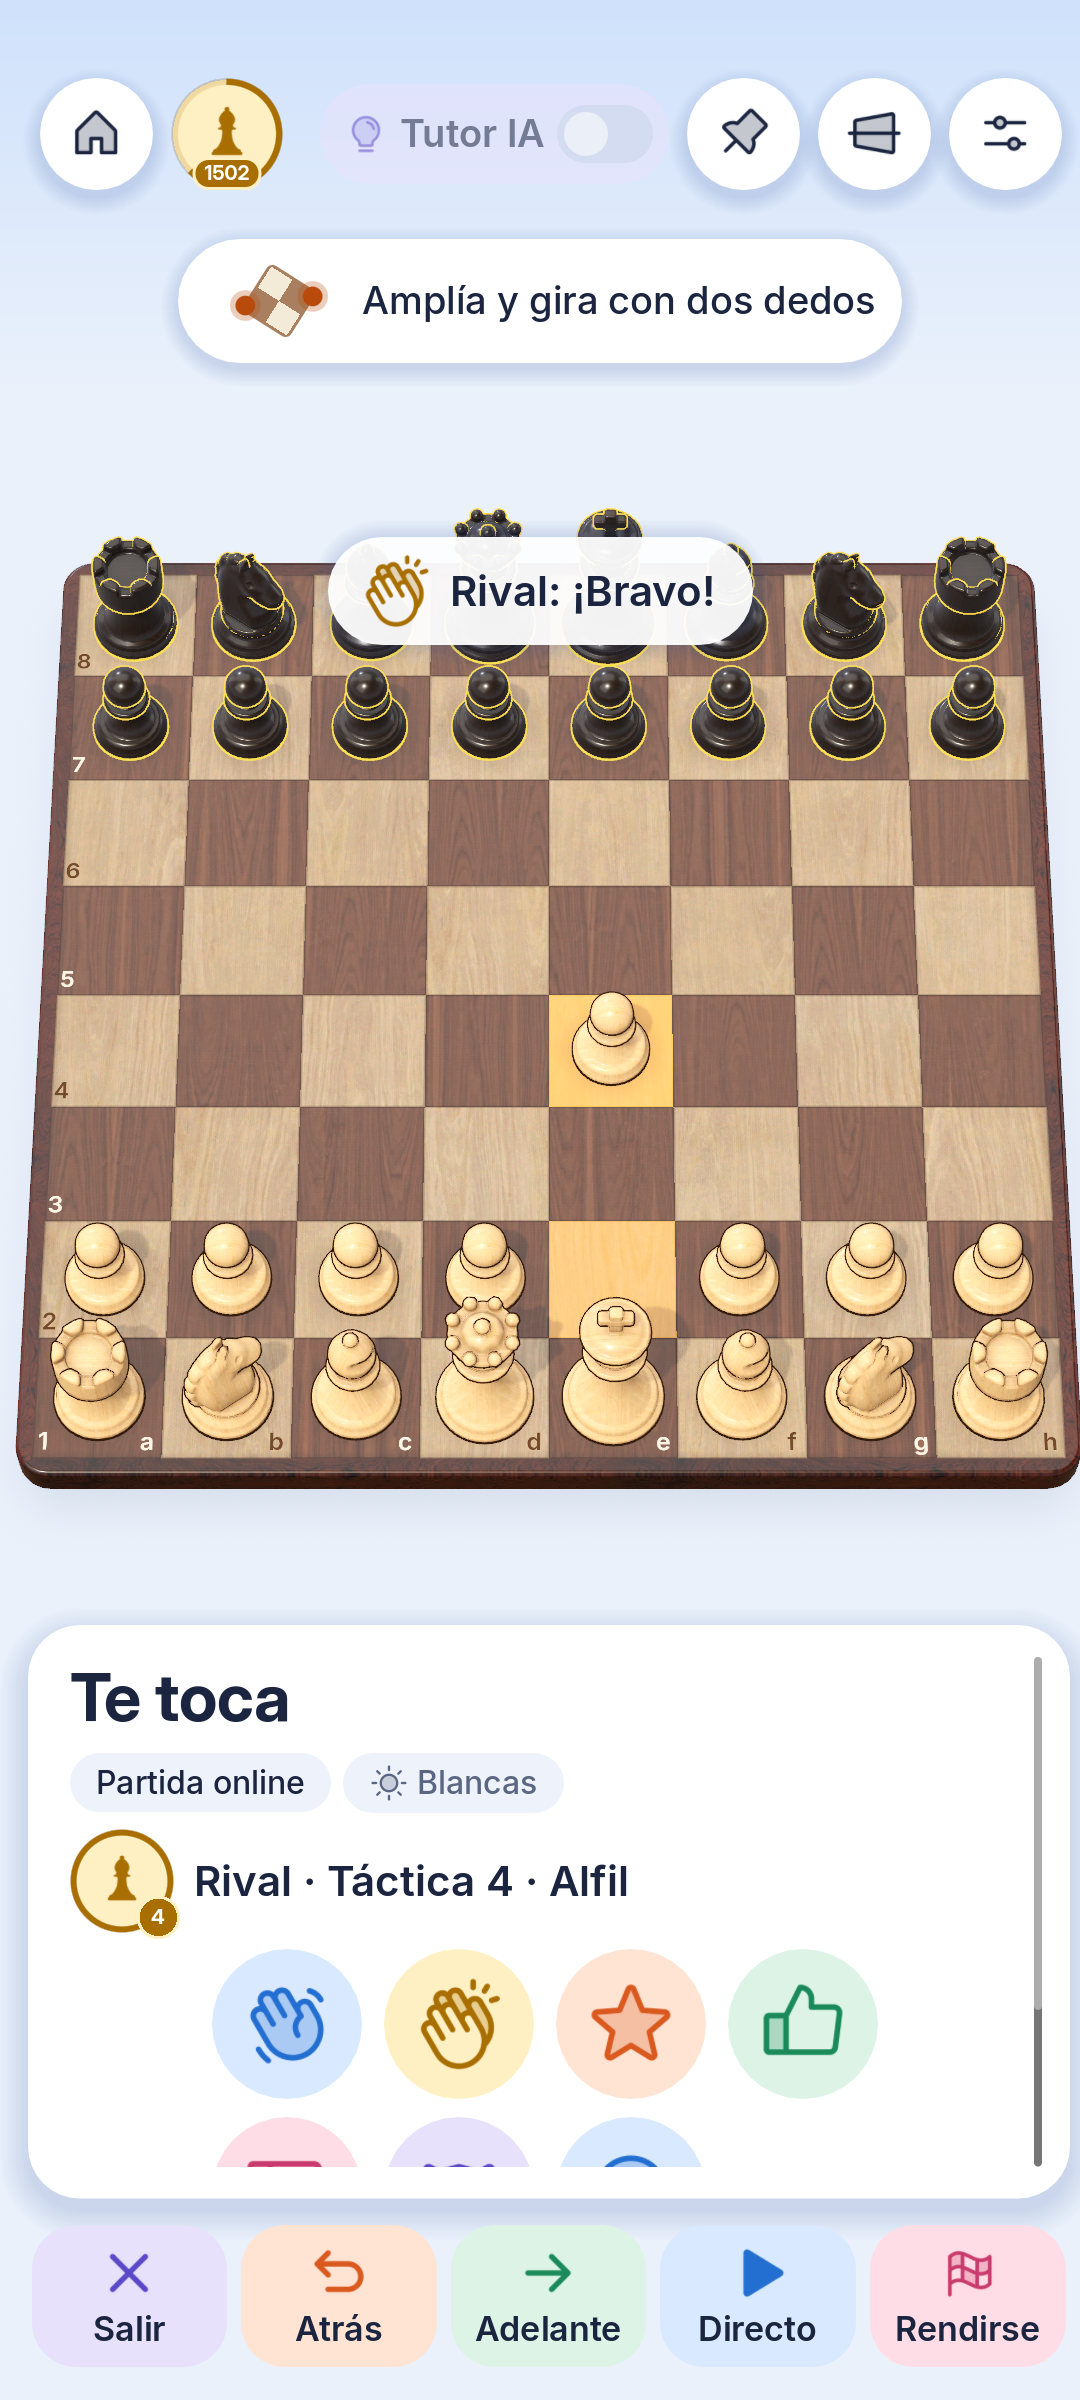 Tutor IA
1502
Amplía y gira con dos dedos
Rival: ¡Bravo!
8
7
6
5
4
3
2
1 a b c d e f g h
Te toca
Partida online
Blancas
Rival · Táctica 4 · Alfil
4
Salir
Atrás
Adelante
Directo
Rendirse